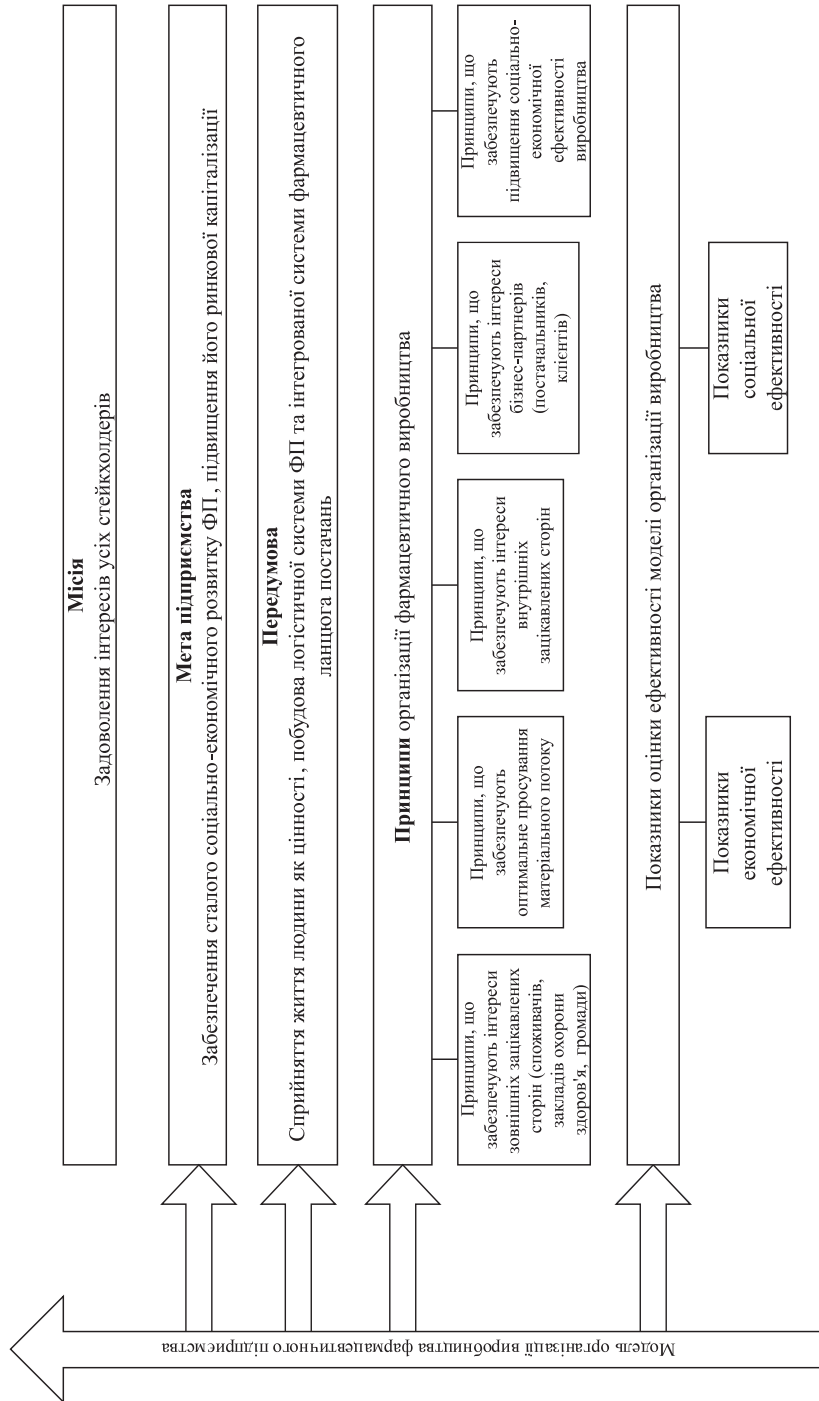 Місія
Задоволення інтересів усіх стейкхолдерів
Мета підприємства
Забезпечення сталого соціально-економічного розвитку ФП , підвищення його ринкової капіталізації
Передумова
Сприйняття життя людини як цінності , побудова логістичної системи ФП та інтегрованої системи фармацевтичного
ланцюга постачань
Принципи організації фармацевтичного виробництва
Принципи, що
забезпечують інтереси
зовнішніх зацікавлених
сторін (споживачів,
закладів охорони
здоров'я, громади)
Принципи, що
забезпечують
оптимальне просування
матеріального потоку
Принципи, що
забезпечують інтереси
внутрішніх
зацікавлених сторін
Принципи, що
забезпечують інтереси
бізнес-партнерів
(постачальників,
клієнтів)
Принципи, що
забезпечують
підвищення соціально-
економічної
ефективності
виробництва
Показники оцінки ефективності моделі організації виробництва
Показники
економічної
ефективності
Показники
соціальної
ефективності
Модель організації виробництва фармацевтичного підприємства